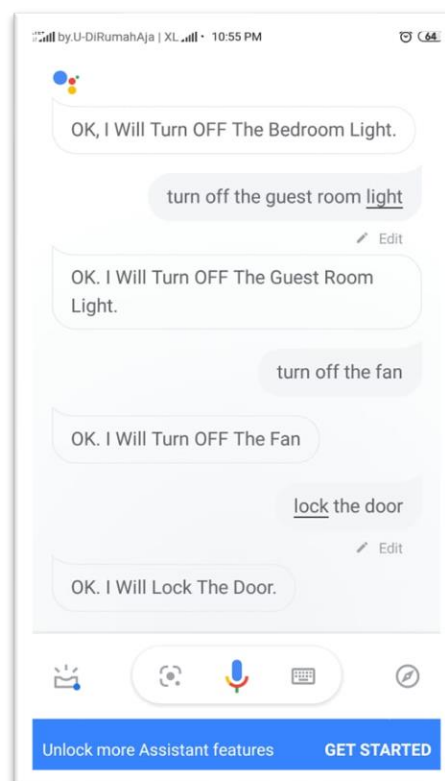 by.U-DiRumahAja | XL · 10:55 PM 64
OK, I Will Turn OFF The Bedroom Light.
turn off the guest room light
Edit
OK. I Will Turn OFF The Guest Room
Light.
turn off the fan
OK. I Will Turn OFF The Fan
lock the door
Edit
OK. I Will Lock The Door.
Unlock more Assistant features GET STARTED